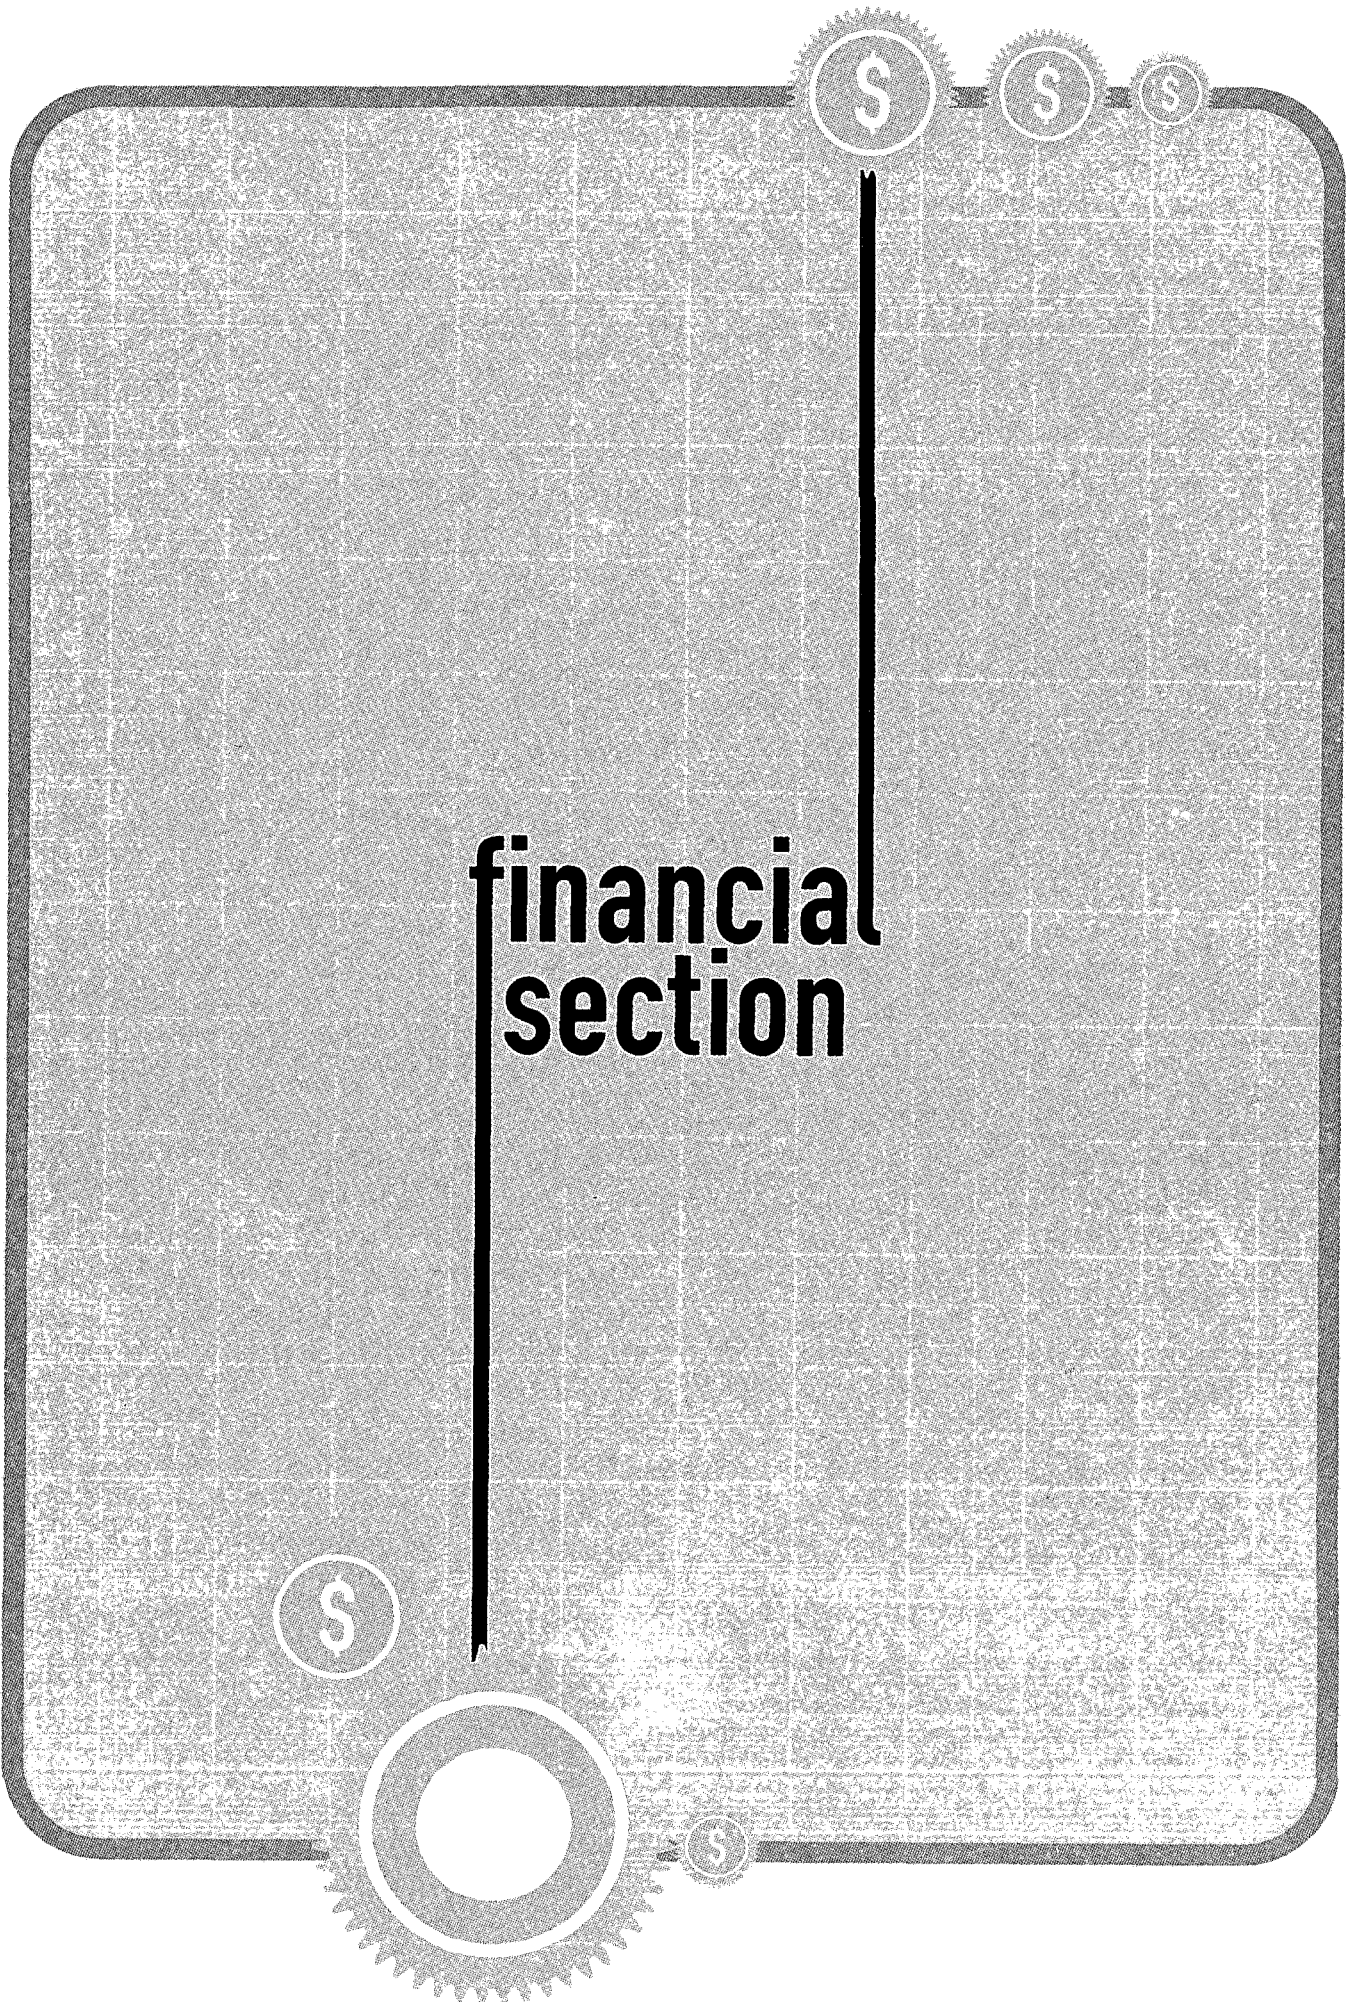 $ $ $
financial
section
$
$